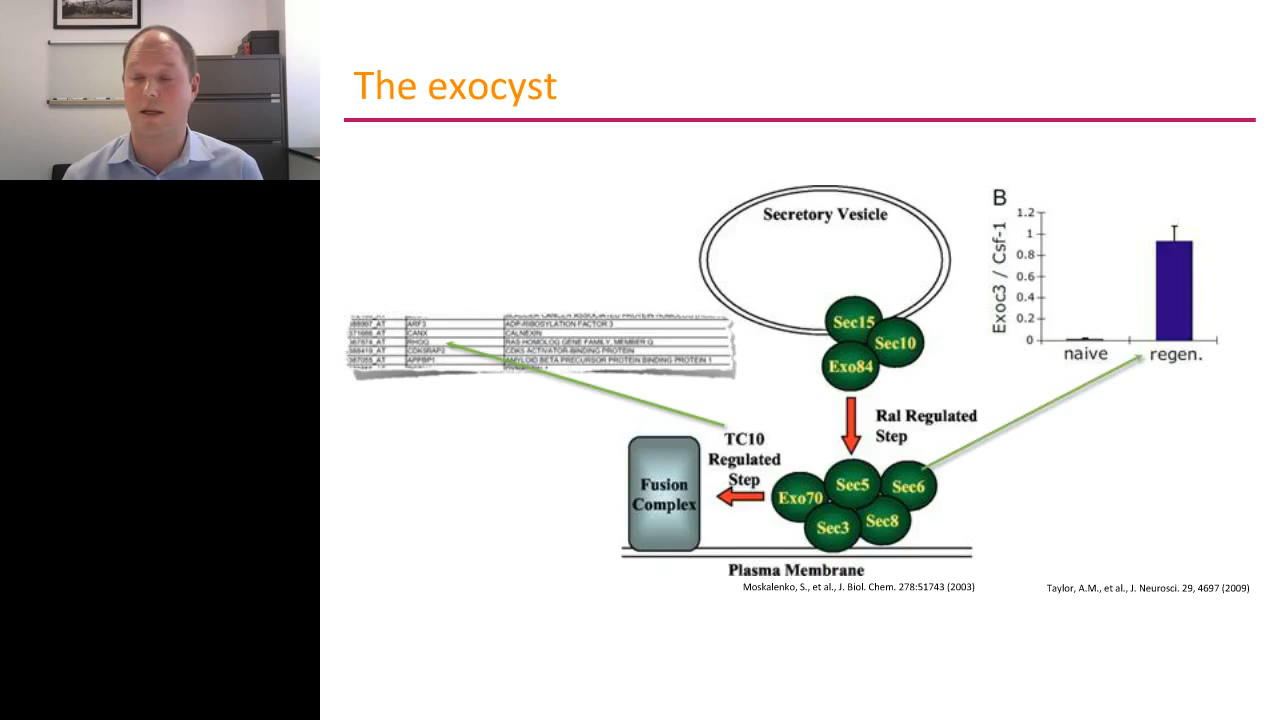 The exocyst
388007_AT ARF3 ADP-RIBOSYLATION FACTOR 3
CANX CALNEXIN
RHOQ RAS HOMOLOG GENE FAMILY, MEMBER Q
CDK5RAP2 CDK5 ACTIVATOR-BINDING PROTEIN
APPBP1 AMYLOID BETA PRECURSOR PROTEIN BINDING PROTEIN 1
Secretory Vesicle
Sec15
Sec10
Exo84
Ral Regulated
Step
TC10
Regulated
Step
Fusion
Complex
Exo70
Sec5
Sec6
Sec3
Sec8
Plasma Membrane
Moskalenko, S., et al., J. Biol. Chem. 278:51743 (2003)
B
Exoc3 / Csf-1
1.2
1
0.8
0.6
0.4
0.2
0
naive regen.
Taylor, A.M., et al., J. Neurosci. 29, 4697 (2009)